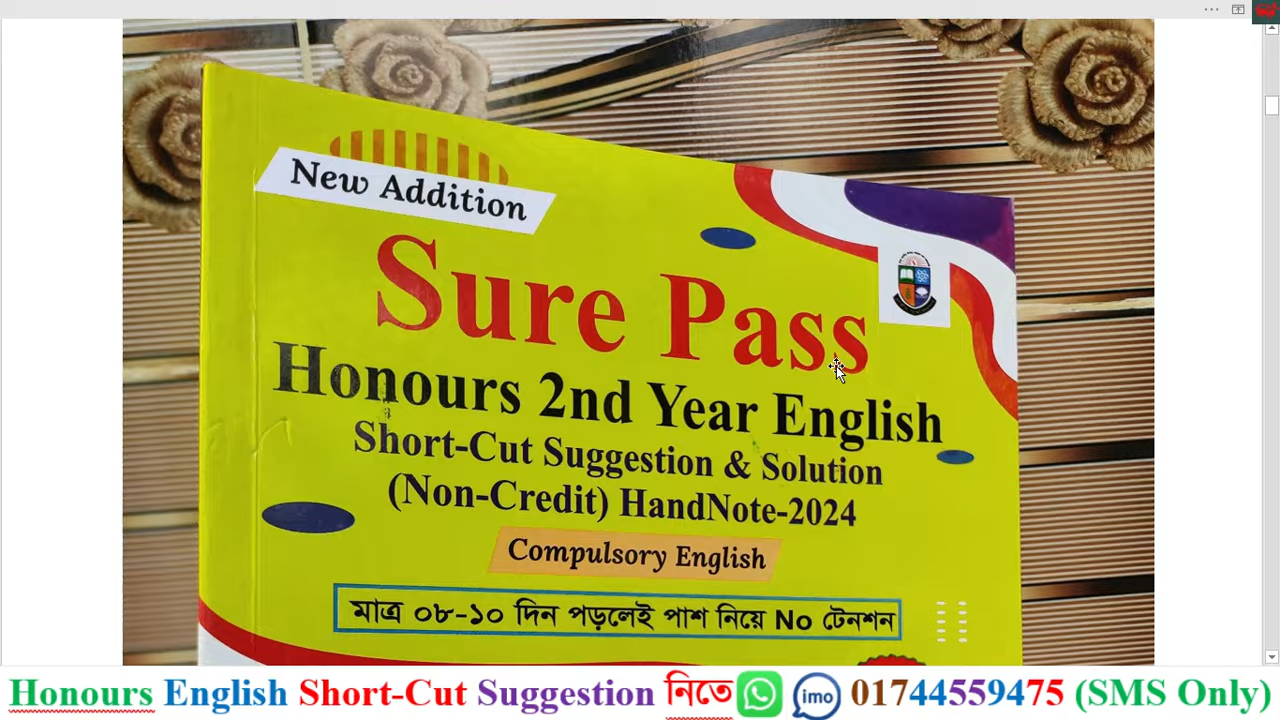 New Addition
Sure Pass
Honours 2nd Year English
Short-Cut Suggestion & Solution
(Non-Credit) HandNote-2024
Compulsory English
মাত্র ০৮-১০ দিন পড়লেই পাশ নিয়ে No টেনশন
Honours English Short-Cut Suggestion নিতে imo 01744559475 (SMS Only)